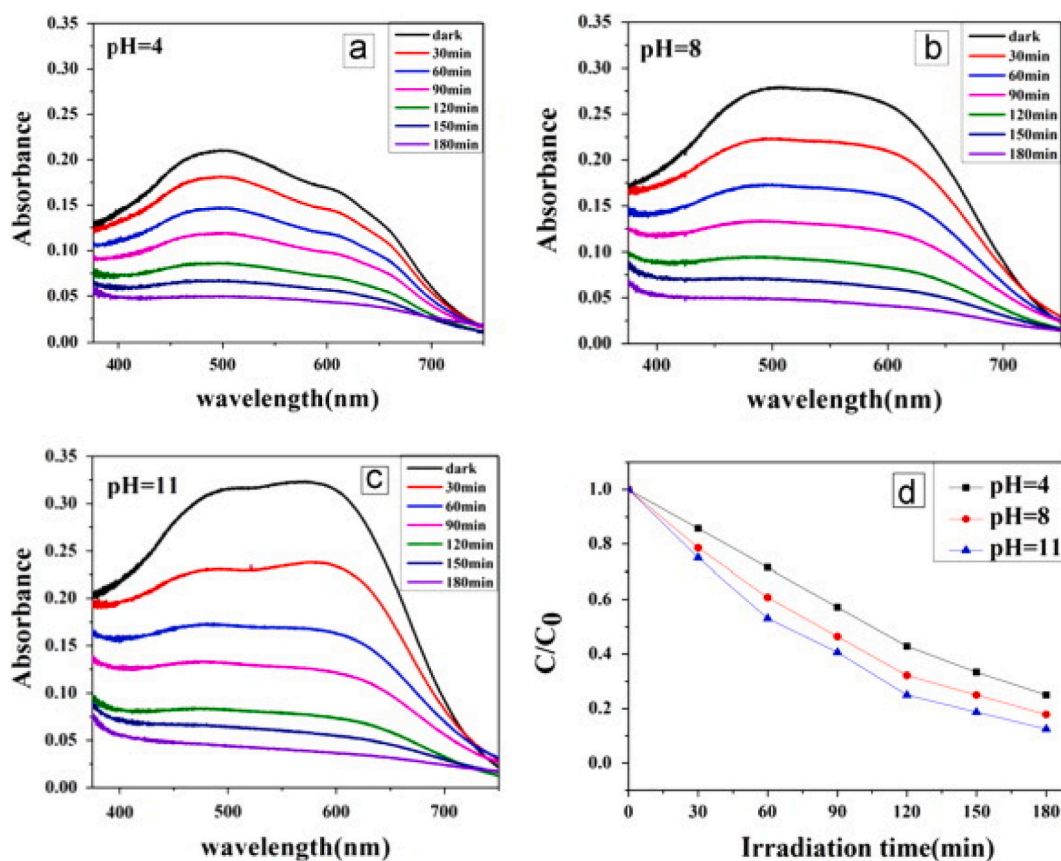 pH=4
a
dark
30min
60min
90min
120min
150min
180min
0.35
0.30
0.25
0.20
0.15
0.10
0.05
0.00
Absorbance
400
500
600
700
wavelength(nm)
pH=8
b
dark
30min
60min
90min
120min
150min
180min
0.35
0.30
0.25
0.20
0.15
0.10
0.05
0.00
Absorbance
400
500
600
700
wavelength(nm)
pH=11
c
dark
30min
60min
90min
120min
150min
180min
0.35
0.30
0.25
0.20
0.15
0.10
0.05
0.00
Absorbance
400
500
600
700
wavelength(nm)
d
pH=4
pH=8
pH=11
1.0
0.8
0.6
0.4
0.2
0.0
C/C0
0
30
60
90
120
150
180
Irradiation time(min)